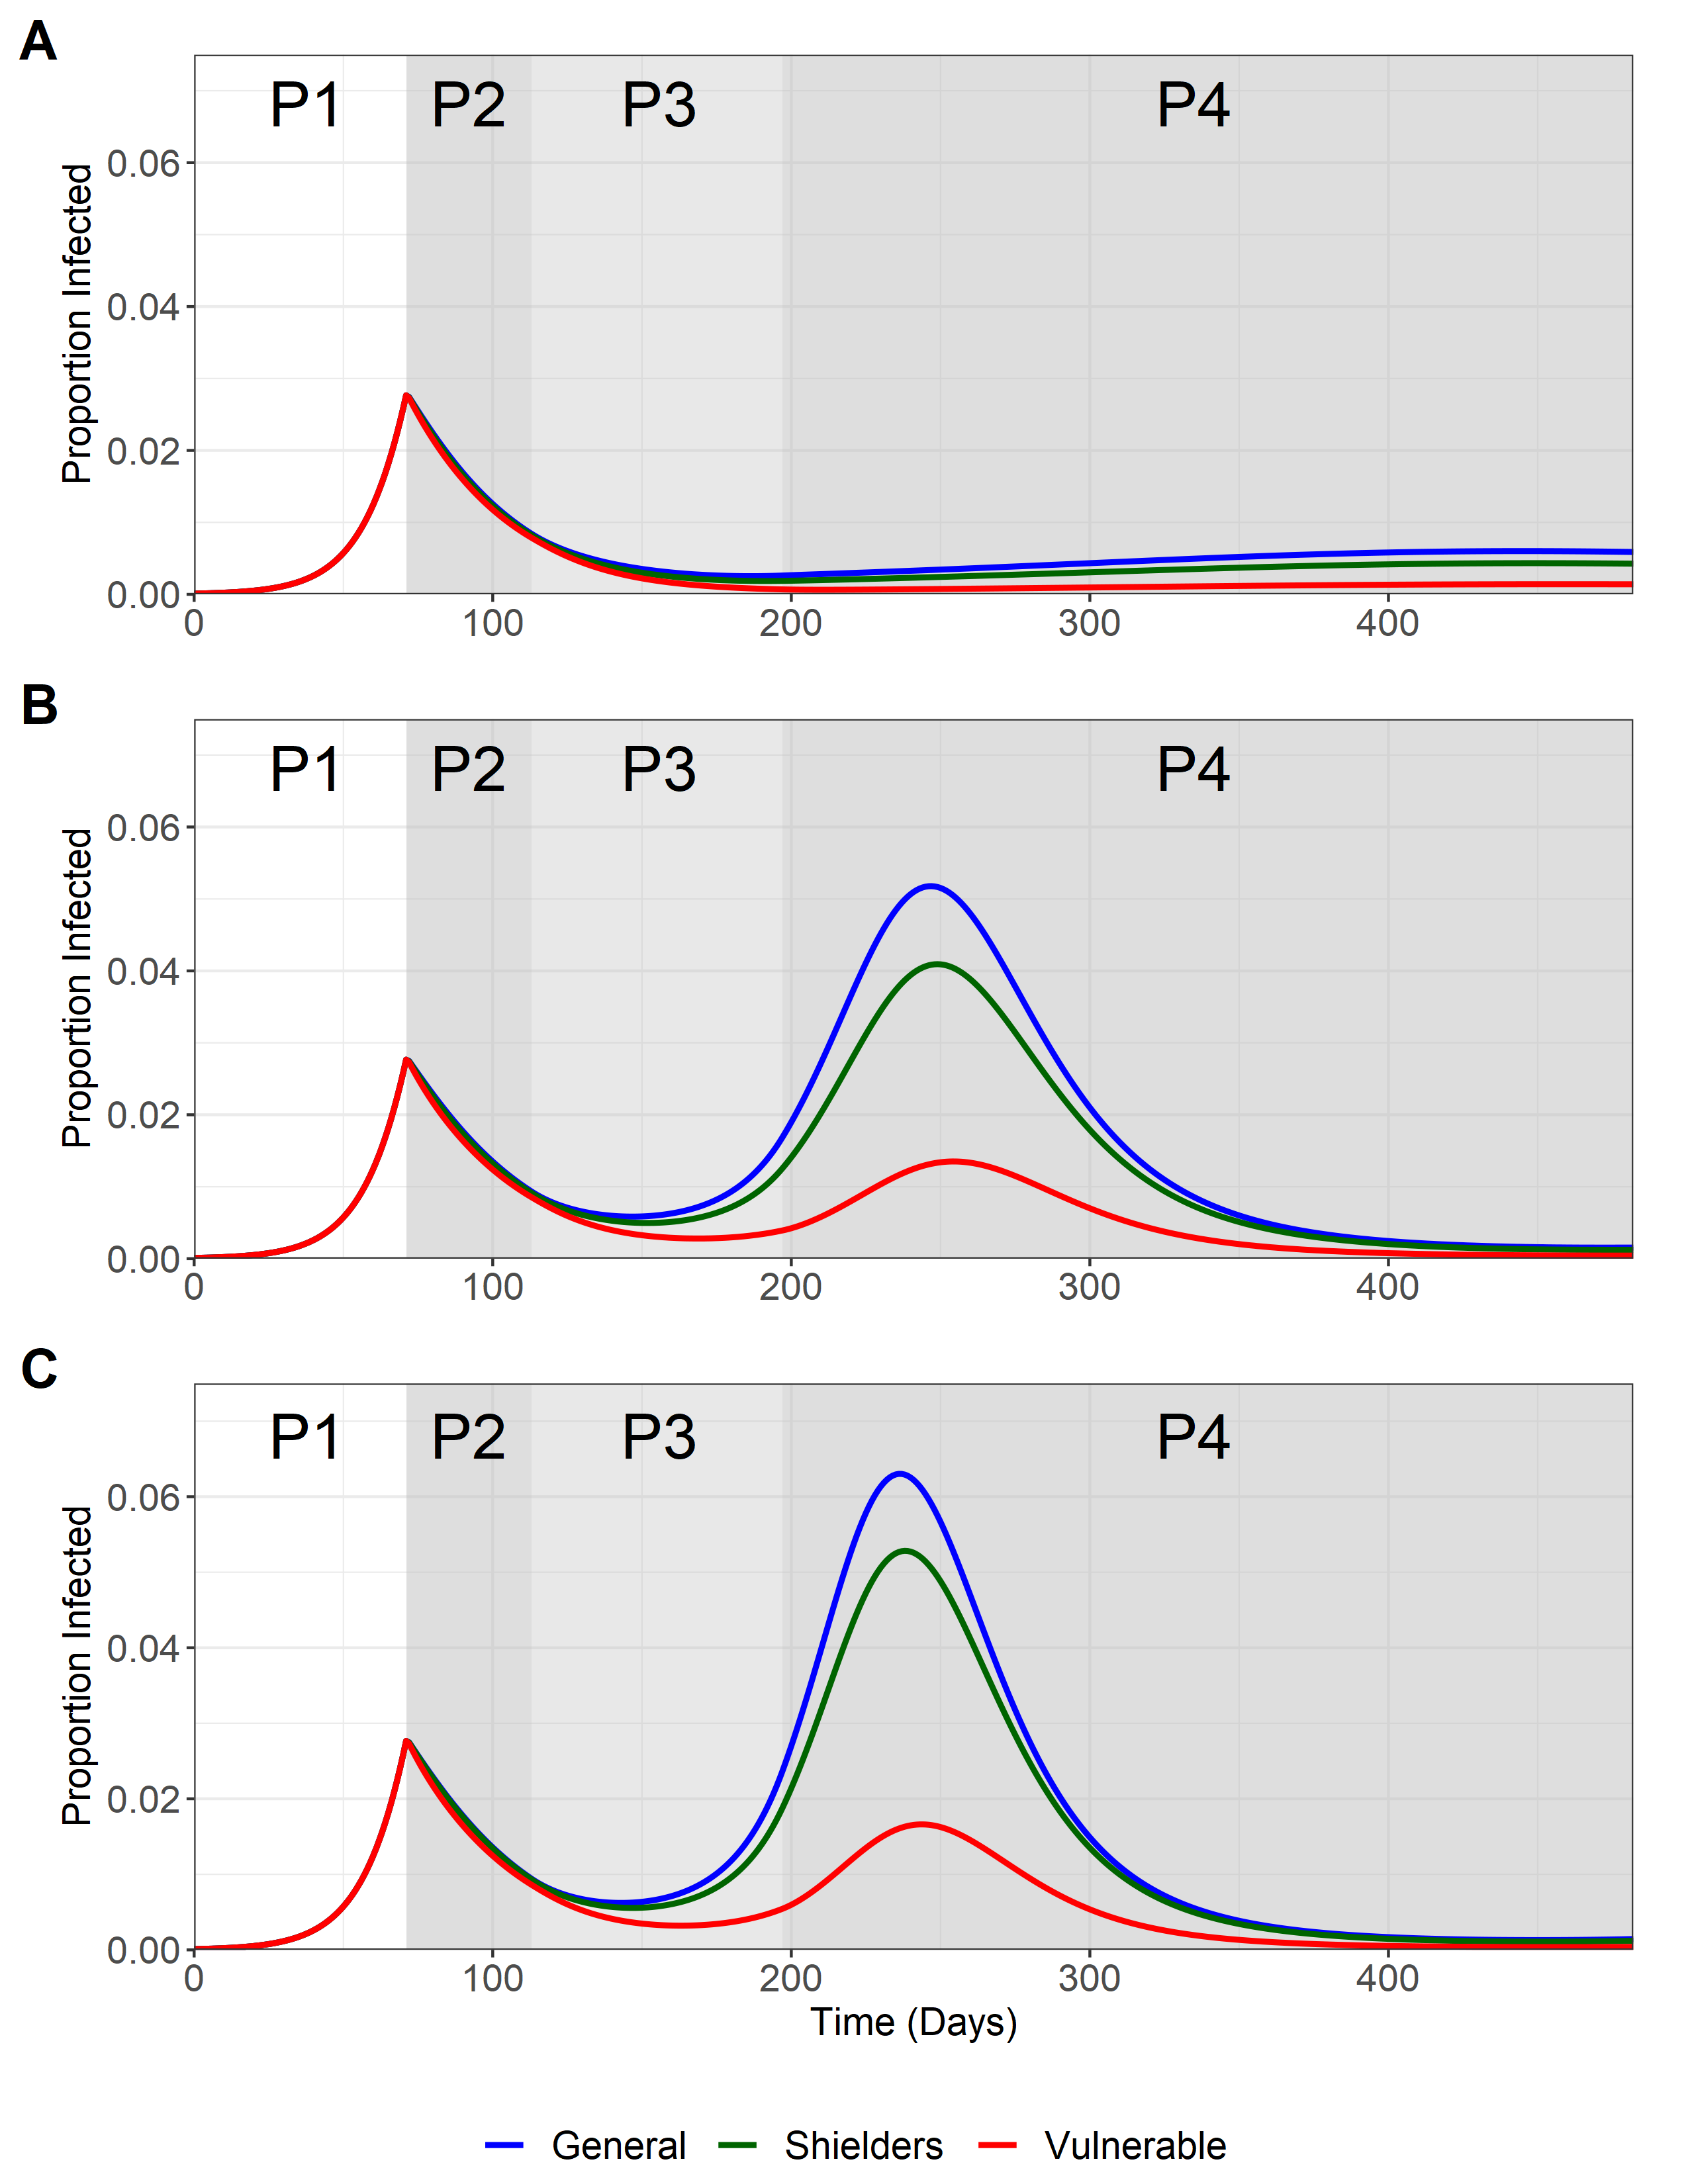 A
P1 P2 P3 P4
Proportion Infected
0.06
0.04
0.02
0.00
0 100 200 300 400
B
P1 P2 P3 P4
Proportion Infected
0.06
0.04
0.02
0.00
0 100 200 300 400
C
P1 P2 P3 P4
Proportion Infected
0.06
0.04
0.02
0.00
0 100 200 300 400
Time (Days)
General Shielders Vulnerable